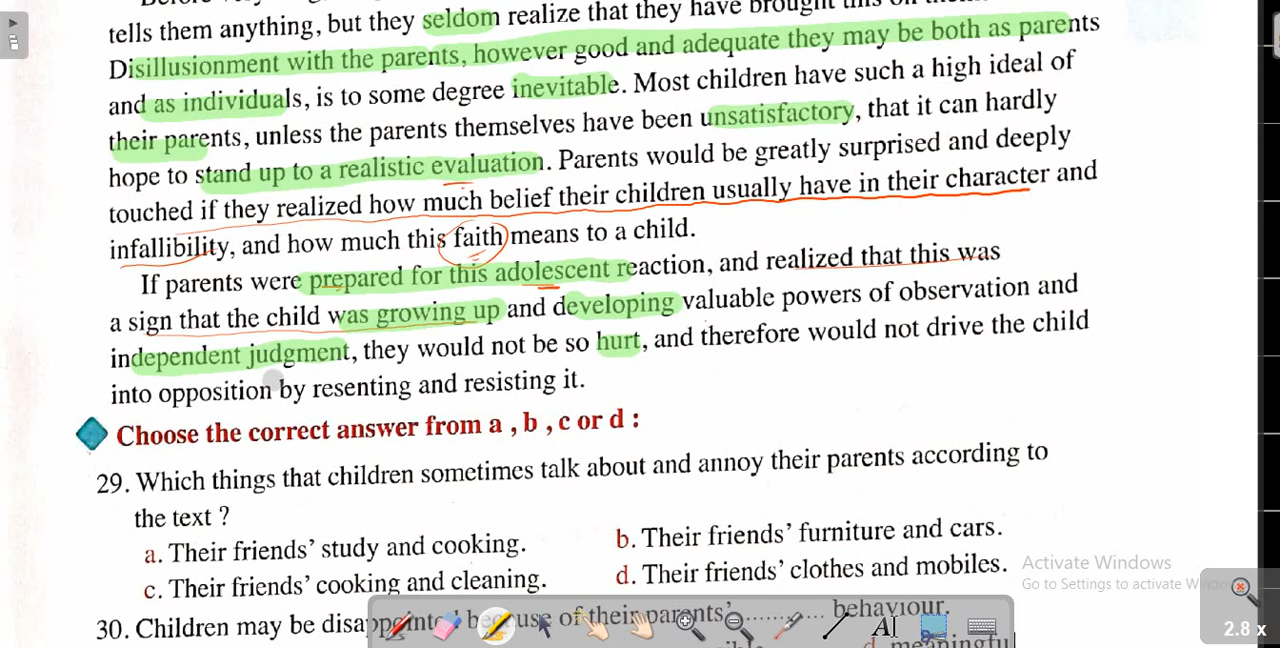 tells them anything, but they seldom realize that they have brought this on
Disillusionment with the parents, however good and adequate they may be both as parents
and as individuals, is to some degree inevitable. Most children have such a high ideal of
their parents, unless the parents themselves have been unsatisfactory, that it can hardly
hope to stand up to a realistic evaluation. Parents would be greatly surprised and deeply
touched if they realized how much belief their children usually have in their character and
infallibility, and how much this faith means to a child.
If parents were prepared for this adolescent reaction, and realized that this was
a sign that the child was growing up and developing valuable powers of observation and
independent judgment, they would not be so hurt, and therefore would not drive the child
into opposition by resenting and resisting it.
Choose the correct answer from a , b , c or d :
29. Which things that children sometimes talk about and annoy their parents according to
the text ?
a. Their friends' study and cooking.
b. Their friends' furniture and cars.
c. Their friends' cooking and cleaning.
d. Their friends' clothes and mobiles.
Activate Windows
Go to Settings to activate
30. Children may be disappointed because of their parents' .......... behaviour.
AI
2.8 x